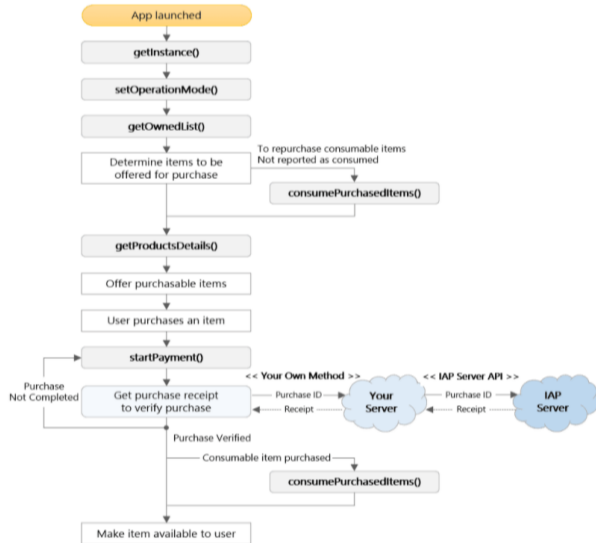 App launched
getInstance()
setOperationMode()
getOwnedList()
Determine items to be
offered for purchase
To repurchase consumable items
Not reported as consumed
consumePurchasedItems()
getProductsDetails()
Offer purchasable items
User purchases an item
startPayment()
<< Your Own Method >>
<< IAP Server API >>
Purchase
Not Completed
Get purchase receipt
to verify purchase
Purchase ID
Receipt
Your
Server
Purchase ID
Receipt
IAP
Server
Purchase Verified
Consumable item purchased
consumePurchasedItems()
Make item available to user